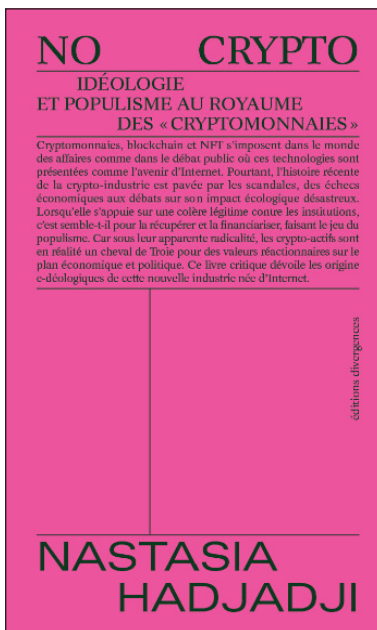 NO CRYPTO
IDÉOLOGIE
ET POPULISME AU ROYAUME
DES « CRYPTOMONNAIES »
Cryptomonnaies, blockchain et NFT s'imposent dans le monde
des affaires comme dans le débat public où ces technologies sont
présentées comme l'avenir d'Internet. Pourtant, l'histoire récente
de la crypto-industrie est pavée par les scandales, des échecs
économiques aux débats sur son impact écologique désastreux.
Lorsqu'elle s'appuie sur une colère légitime contre les institutions,
c'est semble-t-il pour la récupérer et la financiariser, faisant le jeu du
populisme. Car sous leur apparente radicalité, les crypto-actifs sont
en réalité un cheval de Troie pour des valeurs réactionnaires sur le
plan économique et politique. Ce livre critique dévoile les origine
e-déologiques de cette nouvelle industrie née d'Internet.
éditions divergences
NASTASIA
HADJADJI